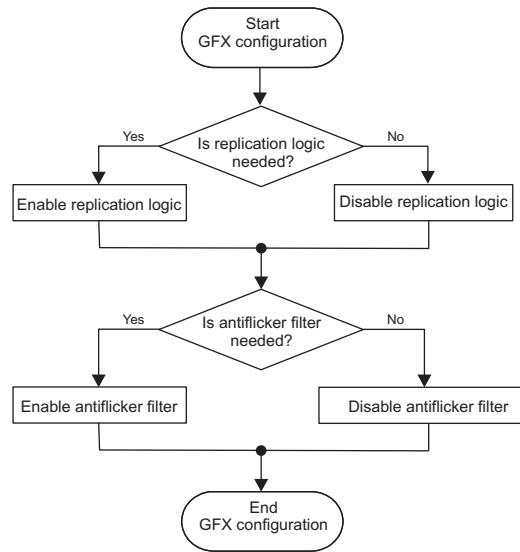 Start
GFX configuration
Is replication logic
needed?
Yes
No
Enable replication logic
Disable replication logic
Is antiflicker filter
needed?
Yes
No
Enable antiflicker filter
Disable antiflicker filter
End
GFX configuration